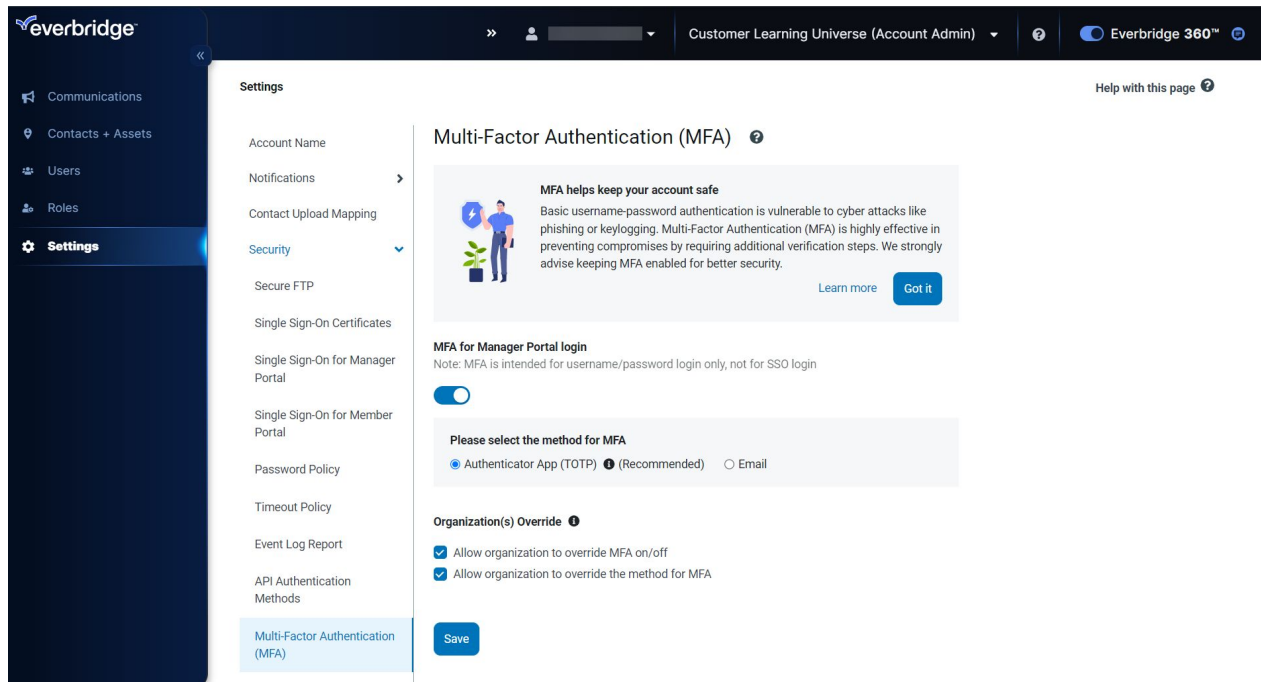 everbridge™
Customer Learning Universe (Account Admin)
Everbridge 360™
Communications
Contacts + Assets
Users
Roles
Settings
Settings
Help with this page
Account Name
Notifications
Contact Upload Mapping
Security
Secure FTP
Single Sign-On Certificates
Single Sign-On for Manager
Portal
Single Sign-On for Member
Portal
Password Policy
Timeout Policy
Event Log Report
API Authentication
Methods
Multi-Factor Authentication
(MFA)
Multi-Factor Authentication (MFA)
MFA helps keep your account safe
Basic username-password authentication is vulnerable to cyber attacks like
phishing or keylogging. Multi-Factor Authentication (MFA) is highly effective in
preventing compromises by requiring additional verification steps. We strongly
advise keeping MFA enabled for better security.
Learn more
Got it
MFA for Manager Portal login
Note: MFA is intended for username/password login only, not for SSO login
Please select the method for MFA
Authenticator App (TOTP) (Recommended) Email
Organization(s) Override
Allow organization to override MFA on/off
Allow organization to override the method for MFA
Save